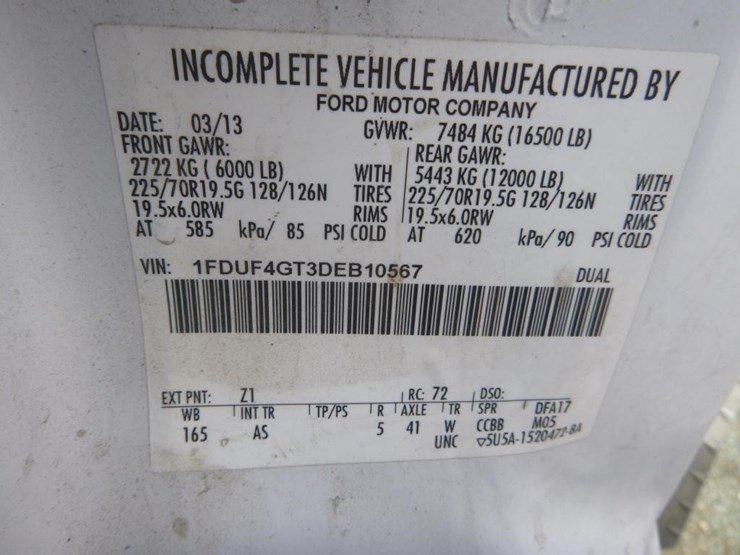 INCOMPLETE VEHICLE MANUFACTURED BY
FORD MOTOR COMPANY
DATE: 03/13 GVWR: 7484 KG (16500 LB)
FRONT GAWR: REAR GAWR:
2722 KG ( 6000 LB) WITH 5443 KG (12000 LB) WITH
225/70R19.5G 128/126N TIRES 225/70R19.5G 128/126N TIRES
19.5x6.0RW RIMS 19.5x6.0RW RIMS
AT 585 kPa/ 85 PSI COLD AT 620 kPa/ 90 PSI COLD
VIN: 1FDUF4GT3DEB10567 DUAL
EXT PNT: Z1 RC: 72 DSO:
WB INT TR TP/PS R AXLE TR SPR DFA17
165 AS 5 41 W CCBB M05
UNC ▽5U5A-1520472-BA